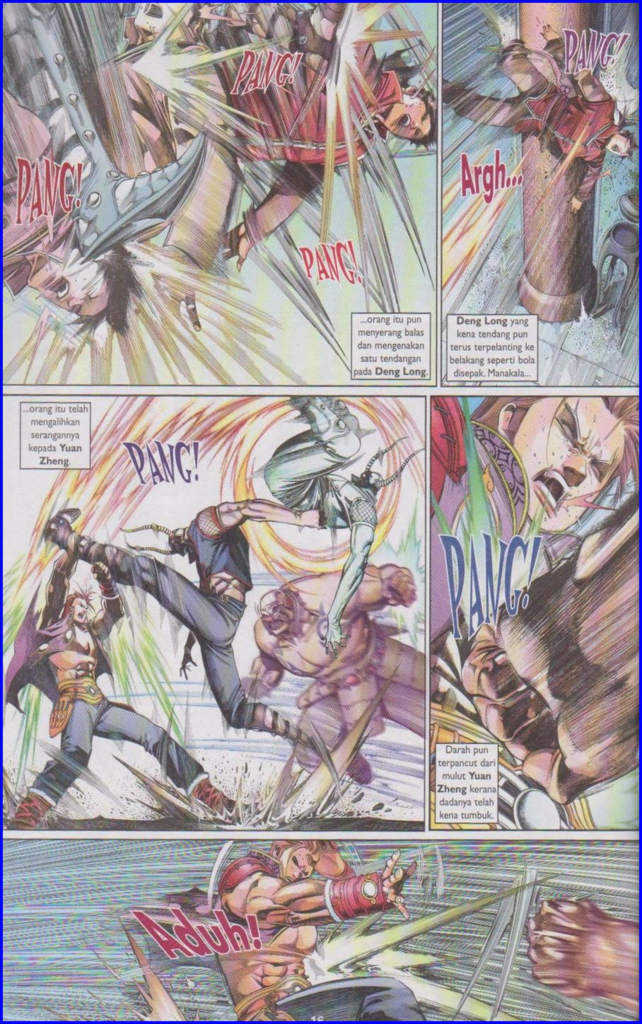 PANG!
PANG!
PANG!
...orang itu pun
menyerang balas
dan mengenakan
satu tendangan
pada Deng Long.
PANG!
Argh...
Deng Long yang
kena tendang pun
terus terpelanting ke
belakang seperti bola
disepak. Manakala...
...orang itu telah
mengalihkan
serangannya
kepada Yuan
Zheng.
PANG!
PANG!
Darah pun
terpancut dari
mulut Yuan
Zheng kerana
dadanya telah
kena tumbuk.
Aduh!
16